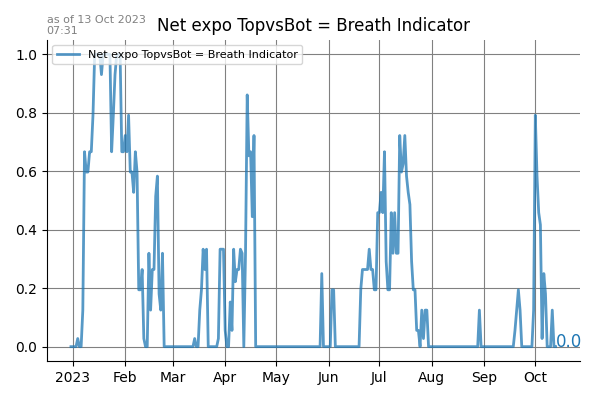 as of 13 Oct 2023
07:31
Net expo TopvsBot = Breath Indicator
Net expo TopvsBot = Breath Indicator
1.0
0.8
0.6
0.4
0.2
0.0
0.0
2023 Feb Mar Apr May Jun Jul Aug Sep Oct